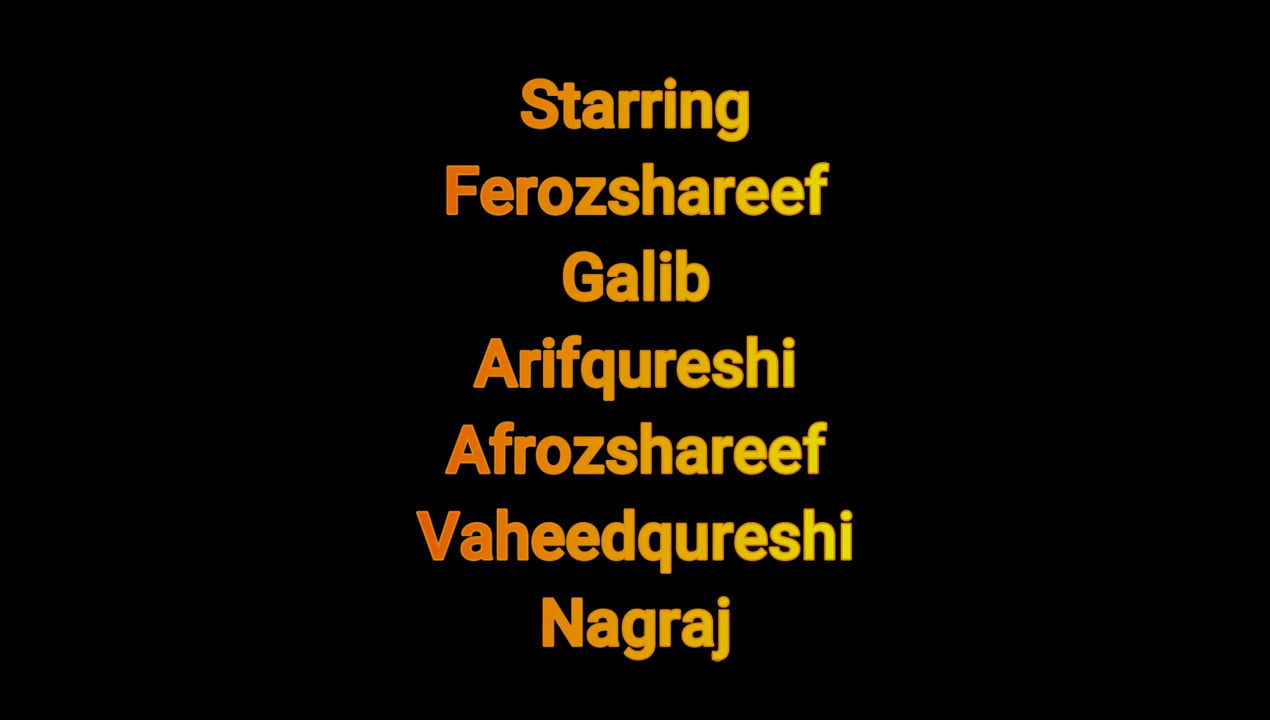 Starring
Ferozshareef
Galib
Arifqureshi
Afrozshareef
Vaheedqureshi
Nagraj